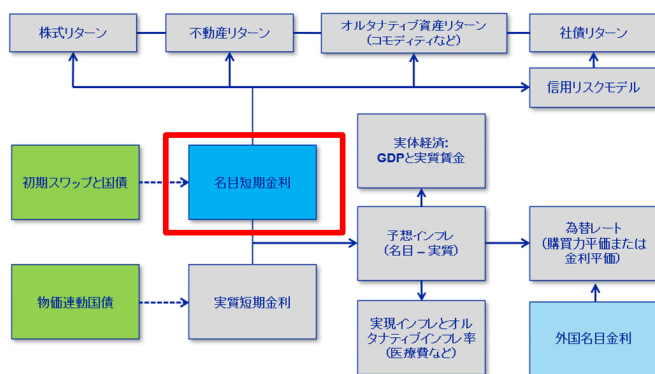 株式リターン
不動産リターン
オルタナティブ資産リターン
（コモディティなど）
社債リターン
信用リスクモデル
実体経済:
GDPと実質賃金
初期スワップと国債
名目短期金利
予想インフレ
（名目 – 実質）
為替レート
（購買力平価または
金利平価）
物価連動国債
実質短期金利
実現インフレとオル
タナティブインフレ率
（医療費など）
外国名目金利